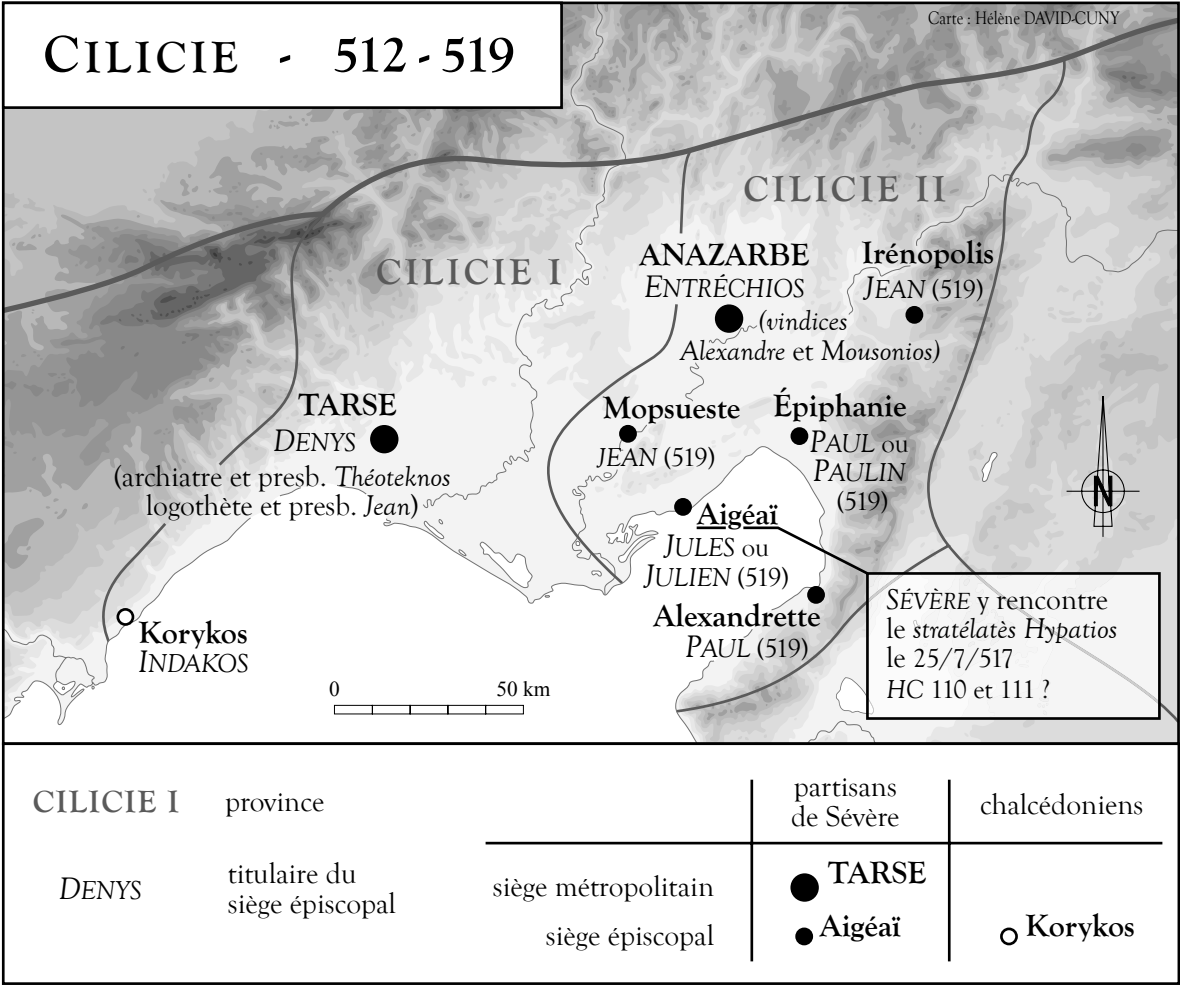 CILICIE - 512-519
Carte : Hélène DAVID-CUNY
CILICIE II
CILICIE I
ANAZARBE
ENTRÉCHIOS
(vindices
Alexandre et Mousonios)
Irénopolis
JEAN (519)
TARSE
DENYS
(archiatre et presb. Théoteknos
logothète et presb. Jean)
Mopsueste
JEAN (519)
Épiphanie
PAUL ou
PAULIN
(519)
Aigéaï
JULES ou
JULIEN (519)
Alexandrette
PAUL (519)
Korykos
INDAKOS
N
SÉVÈRE y rencontre
le stratélatès Hypatios
le 25/7/517
HC 110 et 111 ?
0 50 km
CILICIE I province
DENYS titulaire du
siège épiscopal
partisans
de Sévère
chalcédoniens
siège métropolitain TARSE
siège épiscopal Aigéaï Korykos